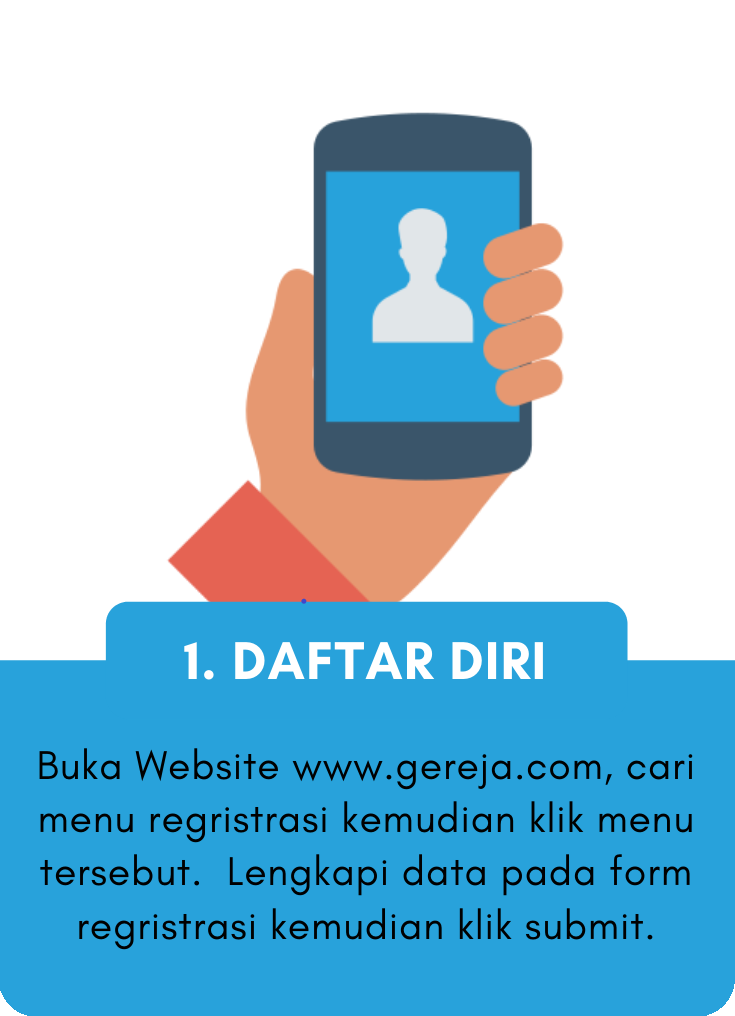 1. DAFTAR DIRI
Buka Website www.gereja.com, cari
menu regristrasi kemudian klik menu
tersebut.  Lengkapi data pada form
regristrasi kemudian klik submit.